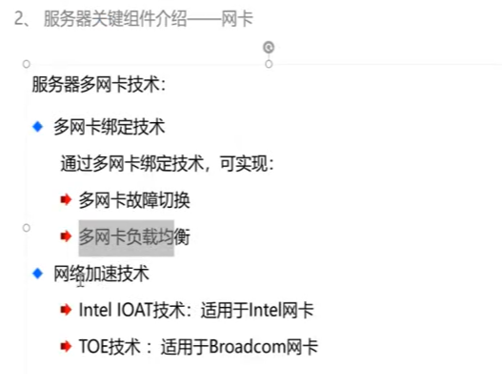 2、 服务器关键组件介绍——网卡
服务器多网卡技术：
多网卡绑定技术
通过多网卡绑定技术，可实现：
多网卡故障切换
多网卡负载均衡
网络加速技术
Intel IOAT技术：适用于Intel网卡
TOE技术 ：适用于Broadcom网卡